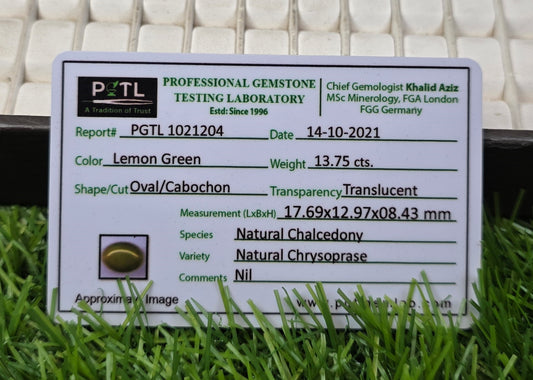 PGTL
A Tradition of Trust
PROFESSIONAL GEMSTONE
TESTING LABORATORY
Estd: Since 1996
Chief Gemologist Khalid Aziz
MSc Minerology, FGA London
FGG Germany
Report# PGTL 1021204 Date 14-10-2021
Color Lemon Green Weight 13.75 cts.
Shape/Cut Oval/Cabochon Transparency Translucent
Measurement (LxBxH) 17.69x12.97x08.43 mm
Species Natural Chalcedony
Variety Natural Chrysoprase
Comments Nil
Approximate Image